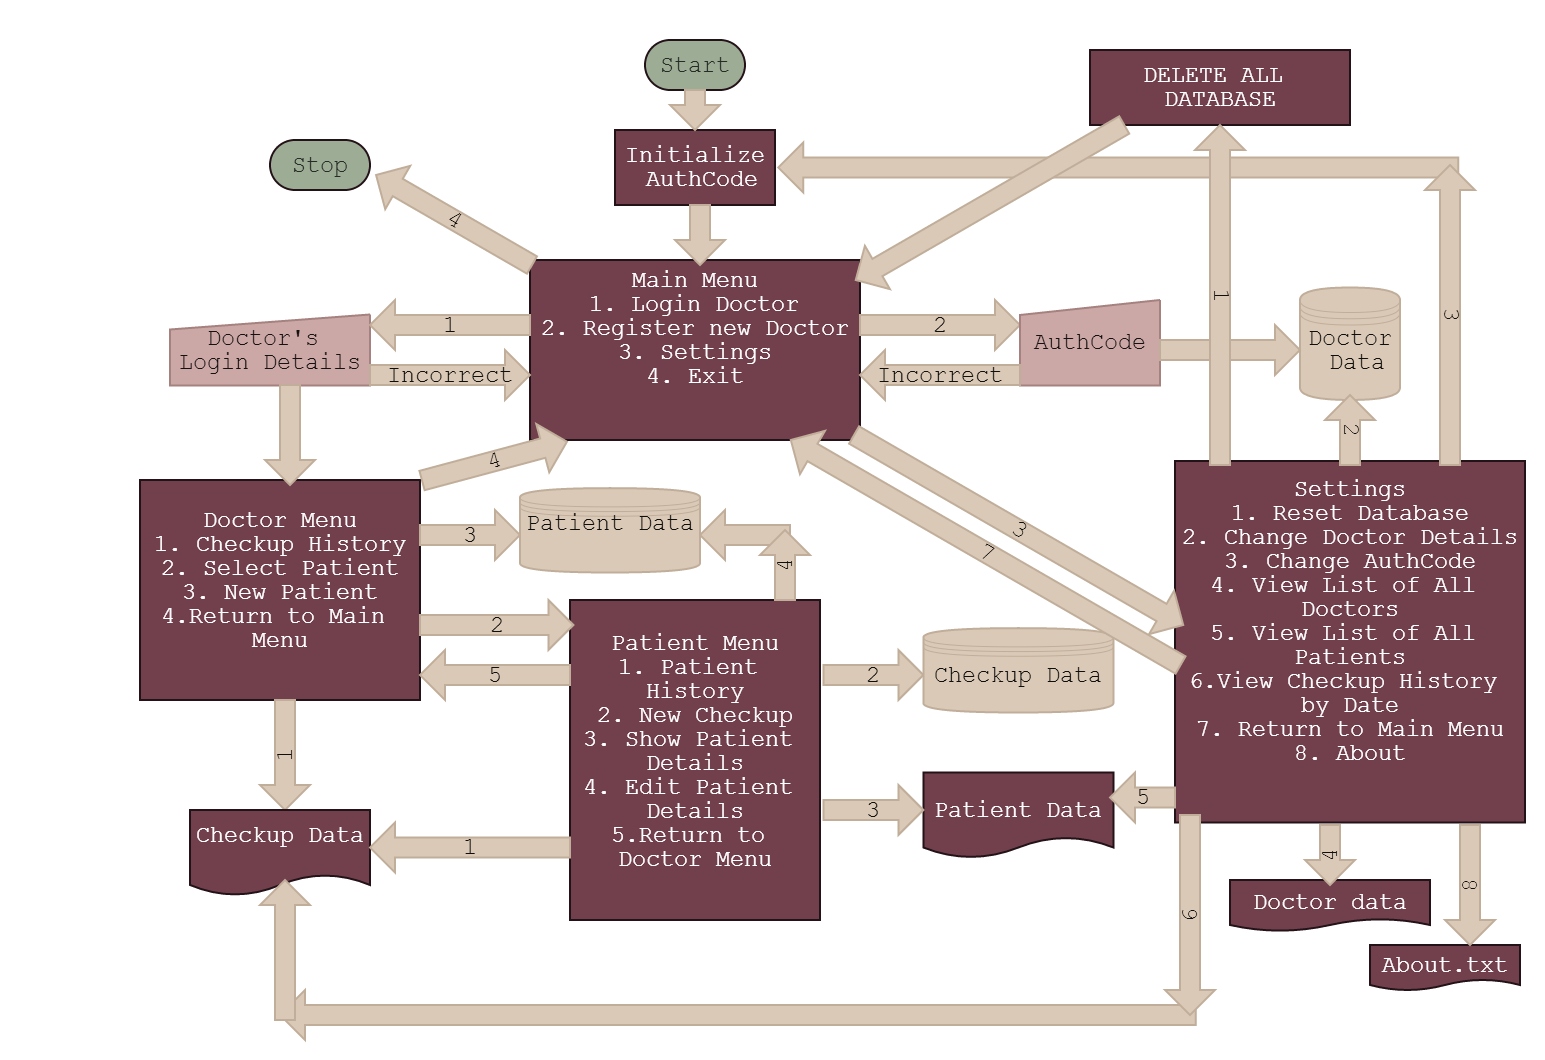 Start
DELETE ALL
DATABASE
Initialize
AuthCode
Stop
4
Main Menu
1. Login Doctor
2. Register new Doctor
3. Settings
4. Exit
1
2
1
3
Doctor's
Login Details
AuthCode
Doctor
Data
Incorrect
Incorrect
2
4
Doctor Menu
1. Checkup History
2. Select Patient
3. New Patient
4.Return to Main
Menu
3
Patient Data
4
3
7
Settings
1. Reset Database
2. Change Doctor Details
3. Change AuthCode
4. View List of All
Doctors
5. View List of All
Patients
6.View Checkup History
by Date
7. Return to Main Menu
8. About
2
5
Patient Menu
1. Patient
History
2. New Checkup
3. Show Patient
Details
4. Edit Patient
Details
5.Return to
Doctor Menu
2
Checkup Data
1
3
Patient Data
5
Checkup Data
1
4
8
6
Doctor data
About.txt